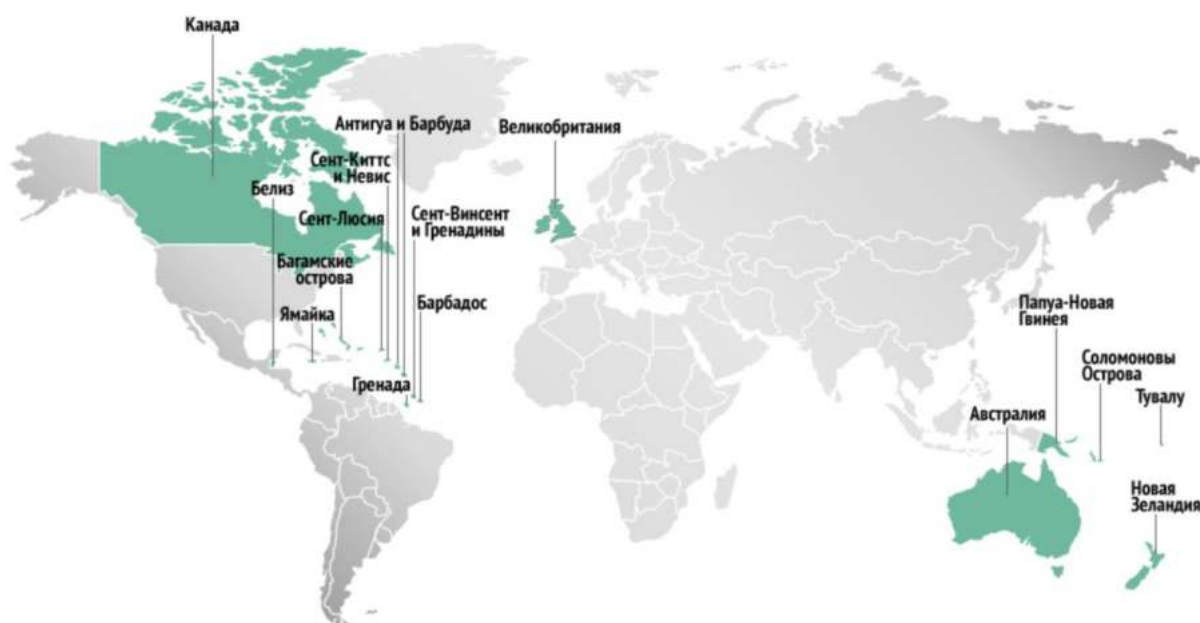 Канада
Антигуа и Барбуда
Великобритания
Сент-Киттс
и Невис
Белиз
Сент-Люсия
Сент-Винсент
и Гренадины
Багамские
острова
Ямайка
Барбадос
Гренада
Папуа-Новая
Гвинея
Соломоновы
Острова
Тувалу
Австралия
Новая
Зеландия